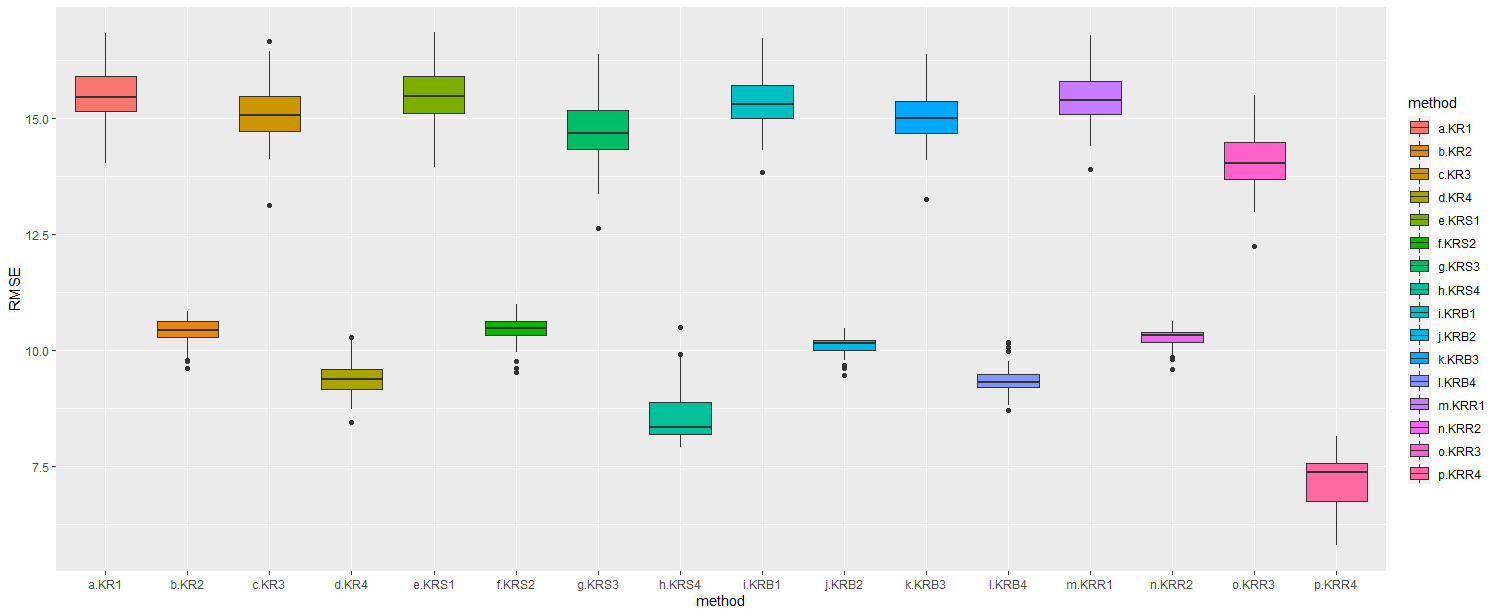 RMSE
15.0
12.5
10.0
7.5
a.KR1 b.KR2 c.KR3 d.KR4 e.KRS1 f.KRS2 g.KRS3 h.KRS4 i.KRB1 j.KRB2 k.KRB3 l.KRB4 m.KRR1 n.KRR2 o.KRR3 p.KRR4
method
method
a.KR1
b.KR2
c.KR3
d.KR4
e.KRS1
f.KRS2
g.KRS3
h.KRS4
i.KRB1
j.KRB2
k.KRB3
l.KRB4
m.KRR1
n.KRR2
o.KRR3
p.KRR4